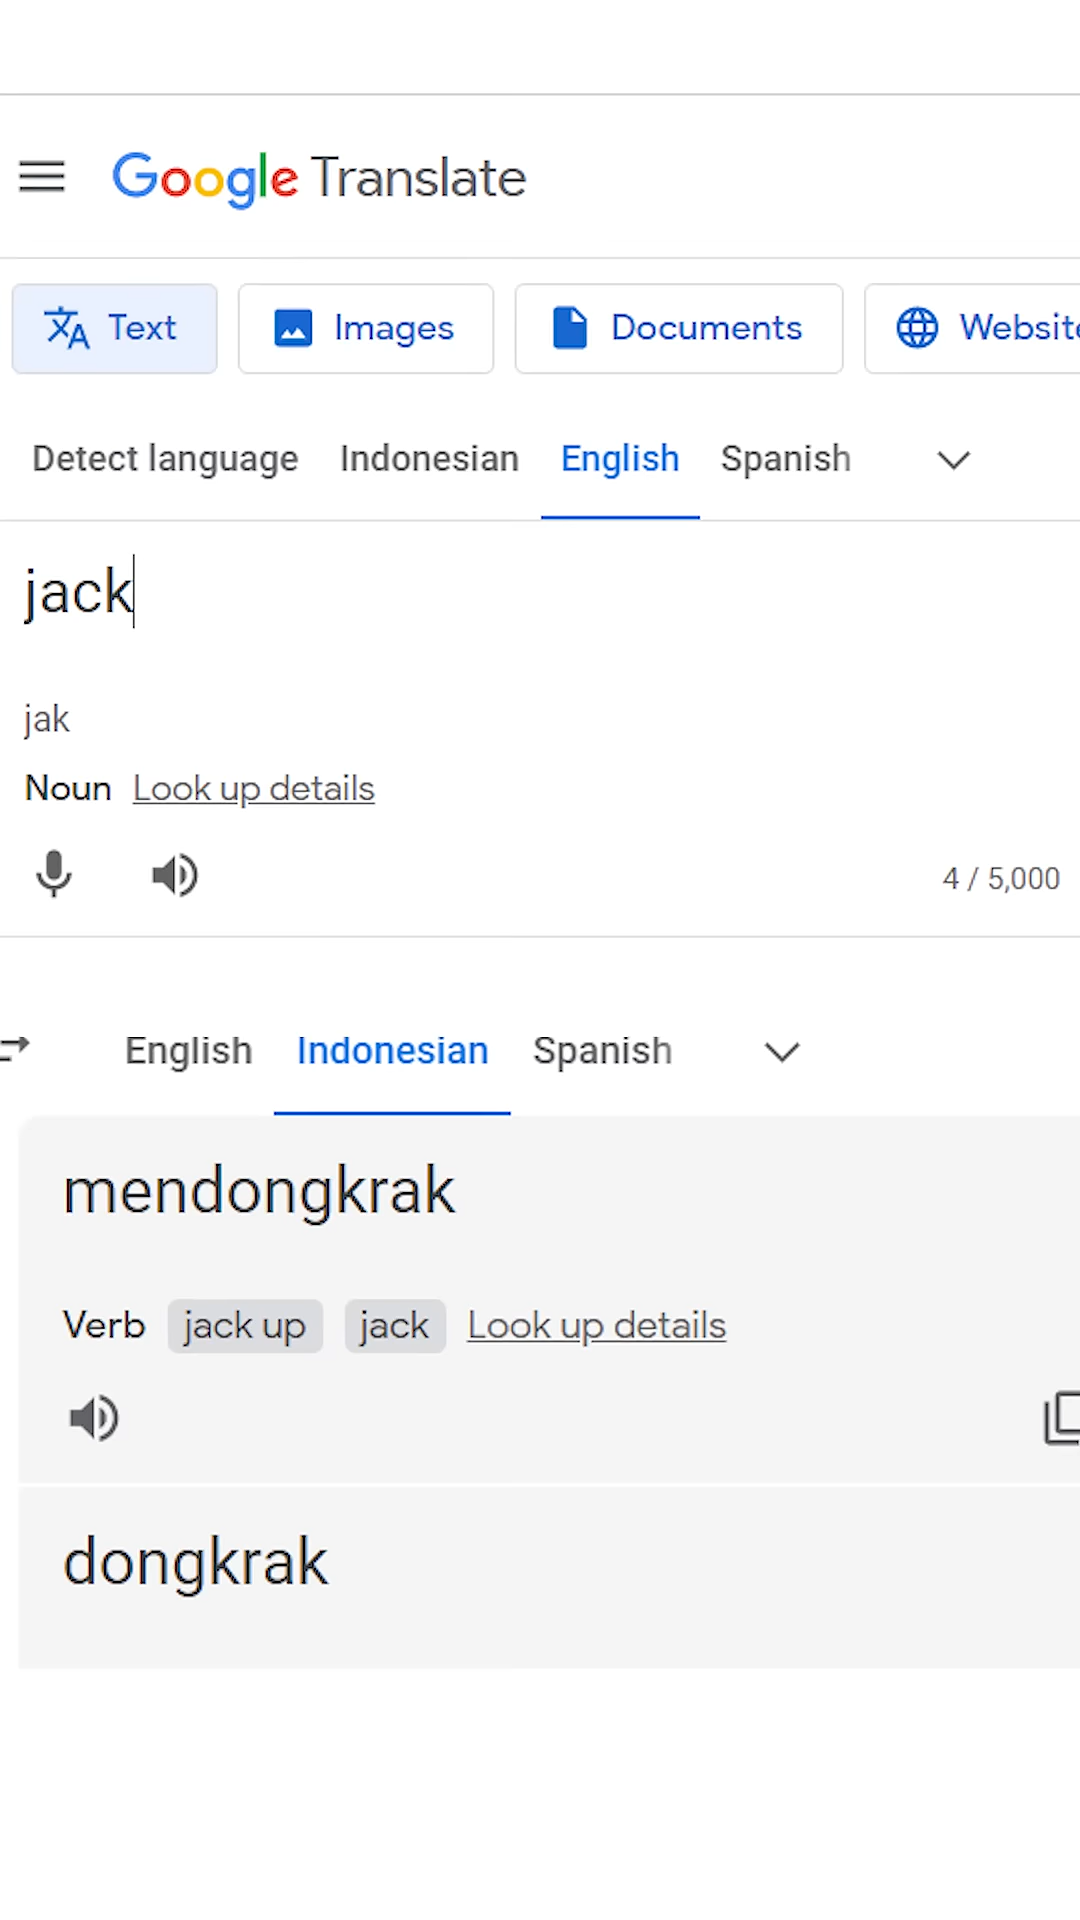 Google Translate
Text Images Documents
Detect language Indonesian English Spanish
jack
jak
Noun Look up details
4 / 5,000
English Indonesian Spanish
mendongkrak
Verb jack up jack Look up details
dongkrak